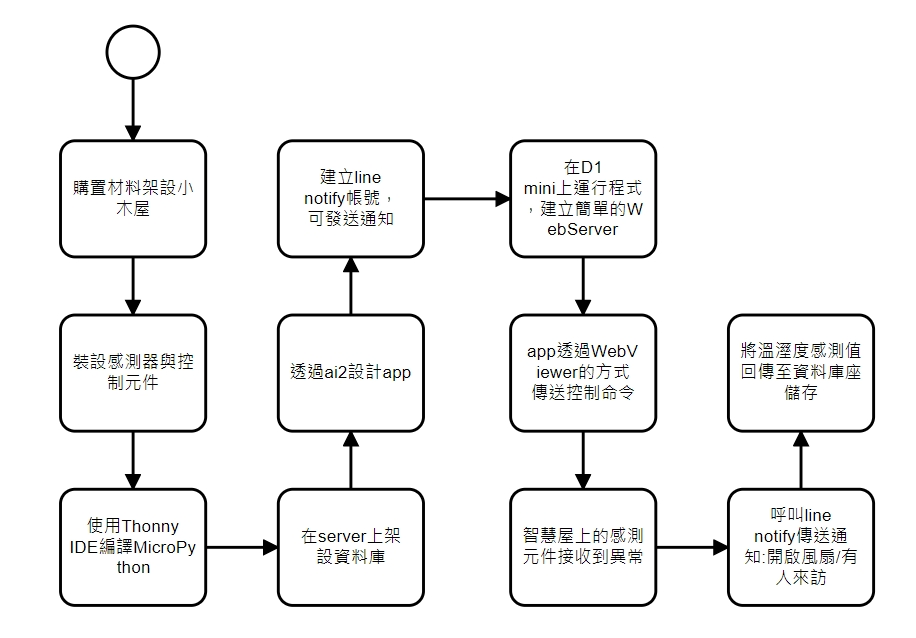 購置材料架設小
木屋
裝設感測器與控
制元件
使用Thonny
IDE編譯MicroPy
thon
在server上架
設資料庫
透過ai2設計app
建立line
notify帳號，
可發送通知
在D1
mini上運行程式
，建立簡單的W
ebServer
app透過WebV
iewer的方式
傳送控制命令
智慧屋上的感測
元件接收到異常
呼叫line
notify傳送通
知:開啟風扇/有
人來訪
將溫溼度感測值
回傳至資料庫座
儲存